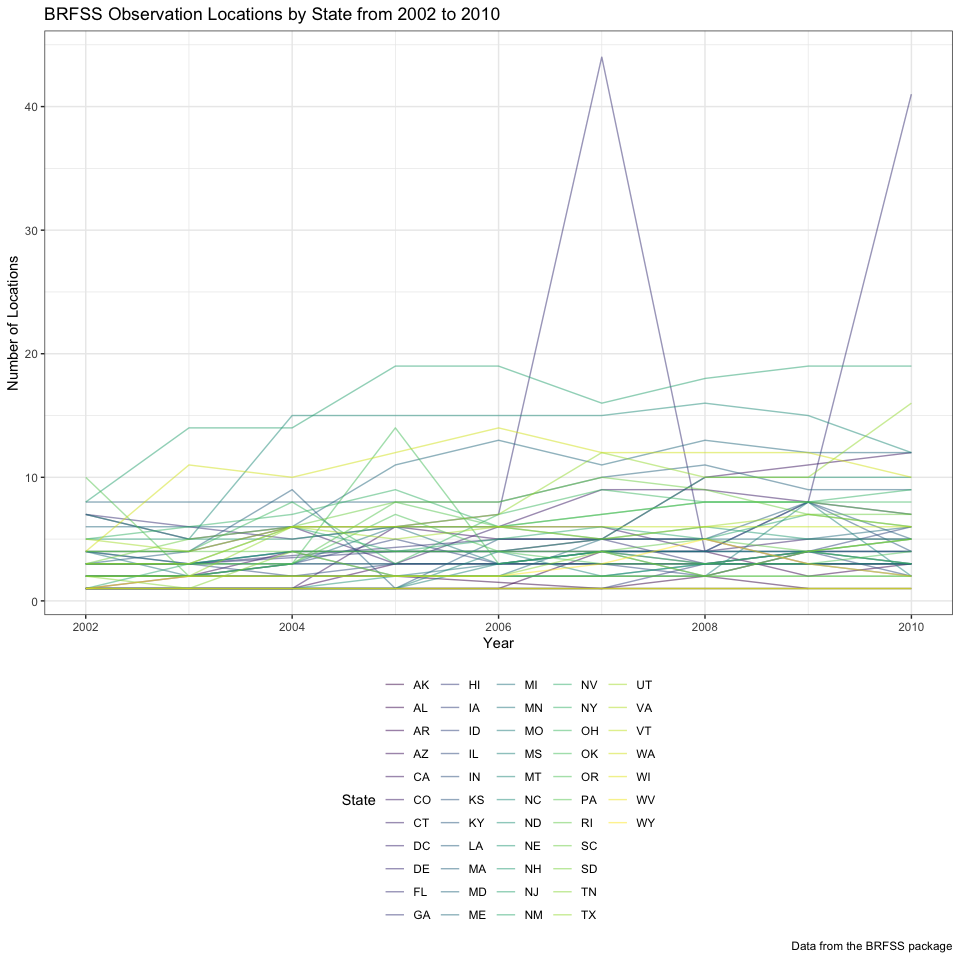 BRFSS Observation Locations by State from 2002 to 2010
40
30
20
10
0
Number of Locations
2002 2004 2006 2008 2010
Year
State
AK HI MI NV UT
AL IA MN NY VA
AR ID MO OH VT
AZ IL MS OK WA
CA IN MT OR WI
CO KS NC PA WV
CT KY ND RI WY
DC LA NE SC
DE MA NH SD
FL MD NJ TN
GA ME NM TX
Data from the BRFSS package